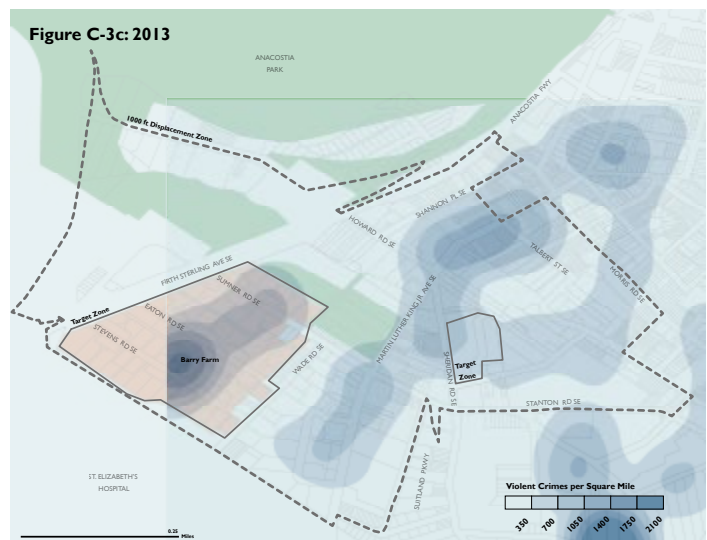 Figure C-3c: 2013
ANACOSTIA
PARK
ANACOSTIA FWY
1000 ft Displacement Zone
SHANNON PL SE
HOWARD RD SE
TALBERT ST SE
MORRIS RD SE
FIRTH STERLING AVE SE
SUMNER RD SE
EATON RD SE
Target Zone
STEVENS RD SE
Barry Farm
WADE RD SE
MARTIN LUTHER KING JR AVE SE
SHERIDAN RD SE
Target
Zone
STANTON RD SE
SUITLAND PKWY
ST. ELIZABETH'S
HOSPITAL
Violent Crimes per Square Mile
350 700 1050 1400 1750 2100
0.25
Miles